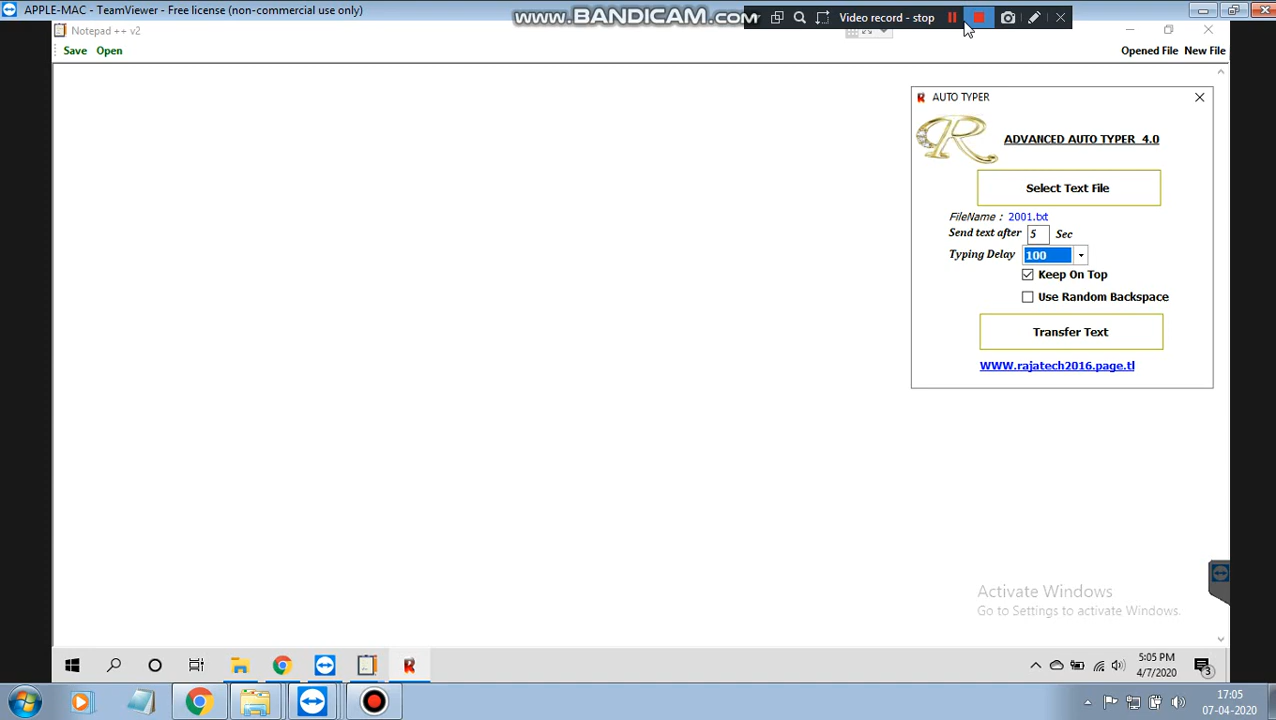 APPLE-MAC - TeamViewer - Free license (non-commercial use only)
www.BANDICAM.com
Video record - stop
Notepad ++ v2
Save Open
Opened File New File
AUTO TYPER
R
ADVANCED AUTO TYPER 4.0
Select Text File
FileName : 2001.txt
Send text after 5 Sec
Typing Delay 100
Keep On Top
Use Random Backspace
Transfer Text
WWW.rajatech2016.page.tl
Activate Windows
Go to Settings to activate Windows.
5:05 PM
4/7/2020
3
17:05
07-04-2020